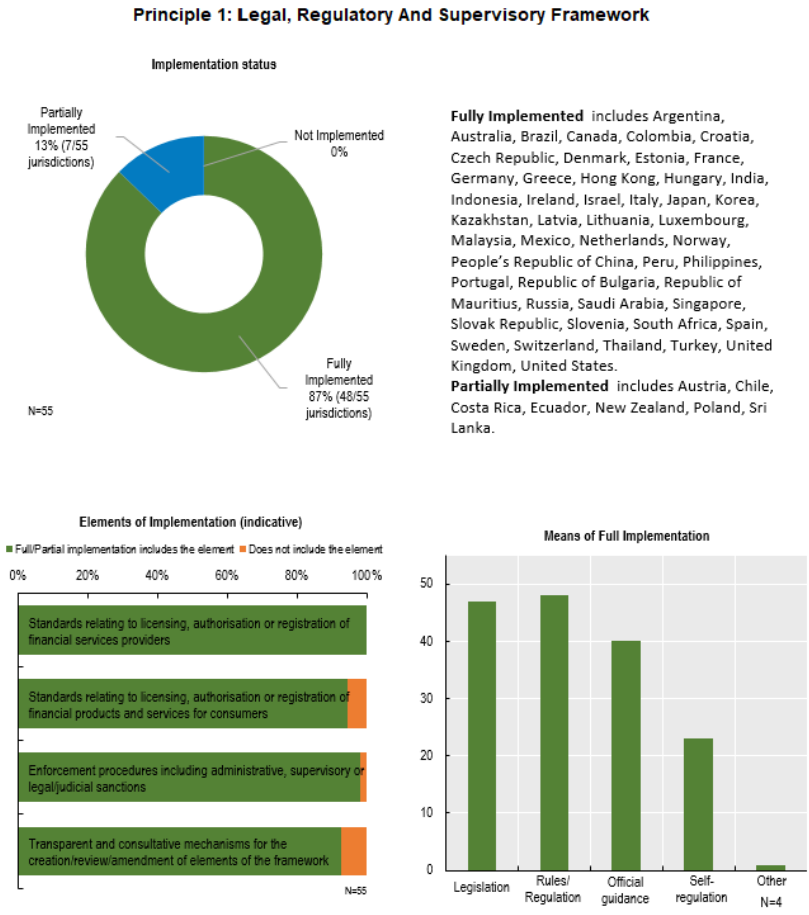 Principle 1: Legal, Regulatory And Supervisory Framework
Implementation status
Partially
Implemented
13% (7/55
jurisdictions)
Not Implemented
0%
Fully
Implemented
87% (48/55
jurisdictions)
N=55
Fully Implemented includes Argentina,
Australia, Brazil, Canada, Colombia, Croatia,
Czech Republic, Denmark, Estonia, France,
Germany, Greece, Hong Kong, Hungary, India,
Indonesia, Ireland, Israel, Italy, Japan, Korea,
Kazakhstan, Latvia, Lithuania, Luxembourg,
Malaysia, Mexico, Netherlands, Norway,
People's Republic of China, Peru, Philippines,
Portugal, Republic of Bulgaria, Republic of
Mauritius, Russia, Saudi Arabia, Singapore,
Slovak Republic, Slovenia, South Africa, Spain,
Sweden, Switzerland, Thailand, Turkey, United
Kingdom, United States.
Partially Implemented includes Austria, Chile,
Costa Rica, Ecuador, New Zealand, Poland, Sri
Lanka.
Elements of Implementation (indicative)
Full/Partial implementation includes the element Does not include the element
0% 20% 40% 60% 80% 100%
Standards relating to licensing, authorisation or registration of
financial services providers
Standards relating to licensing, authorisation or registration of
financial products and services for consumers
Enforcement procedures including administrative, supervisory or
legal/judicial sanctions
Transparent and consultative mechanisms for the
creation/review/amendment of elements of the framework
N=55
Means of Full Implementation
50
40
30
20
10
0
Legislation
Rules/
Regulation
Official
guidance
Self-
regulation
Other
N=4